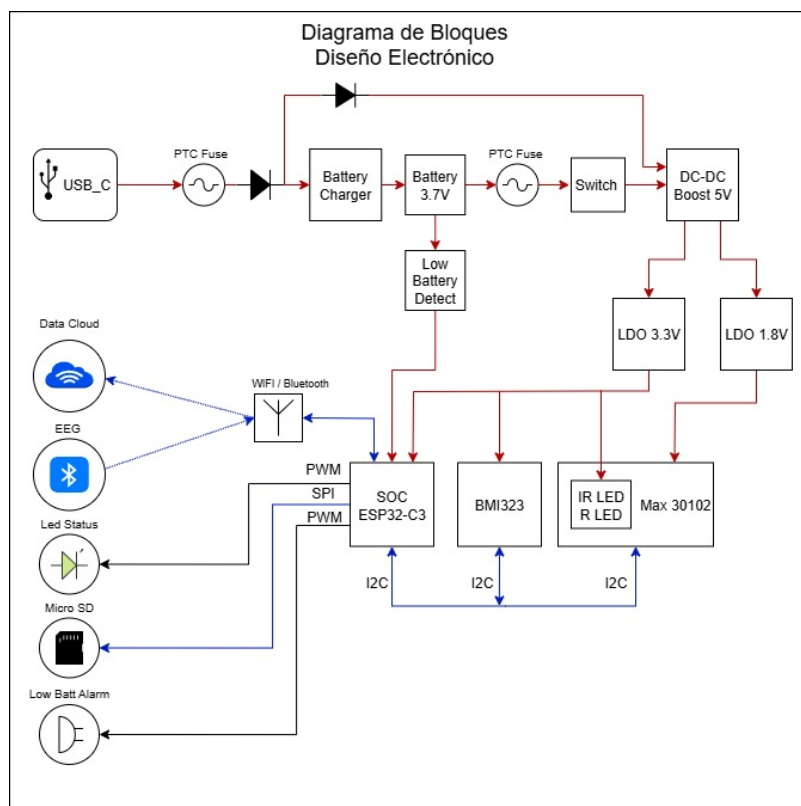 Diagrama de Bloques
Diseño Electrónico
USB_C
PTC Fuse
Battery
Charger
Battery
3.7V
PTC Fuse
Switch
DC-DC
Boost 5V
Low
Battery
Detect
LDO 3.3V
LDO 1.8V
Data Cloud
WIFI / Bluetooth
EEG
PWM
SPI
PWM
SOC
ESP32-C3
BMI323
IR LED
R LED
Max 30102
Led Status
I2C
I2C
I2C
Micro SD
Low Batt Alarm